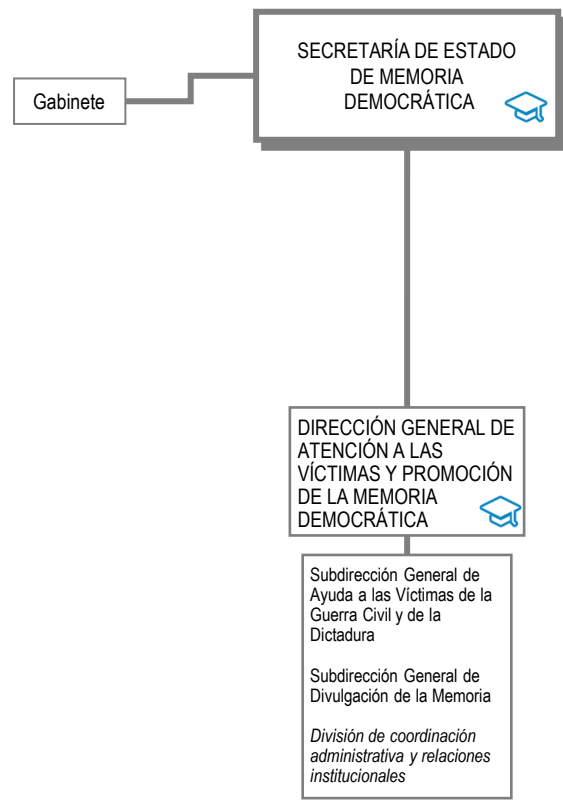 SECRETARÍA DE ESTADO
DE MEMORIA
DEMOCRÁTICA
Gabinete
DIRECCIÓN GENERAL DE
ATENCIÓN A LAS
VÍCTIMAS Y PROMOCIÓN
DE LA MEMORIA
DEMOCRÁTICA
Subdirección General de
Ayuda a las Víctimas de la
Guerra Civil y de la
Dictadura
Subdirección General de
Divulgación de la Memoria
División de coordinación
administrativa y relaciones
institucionales